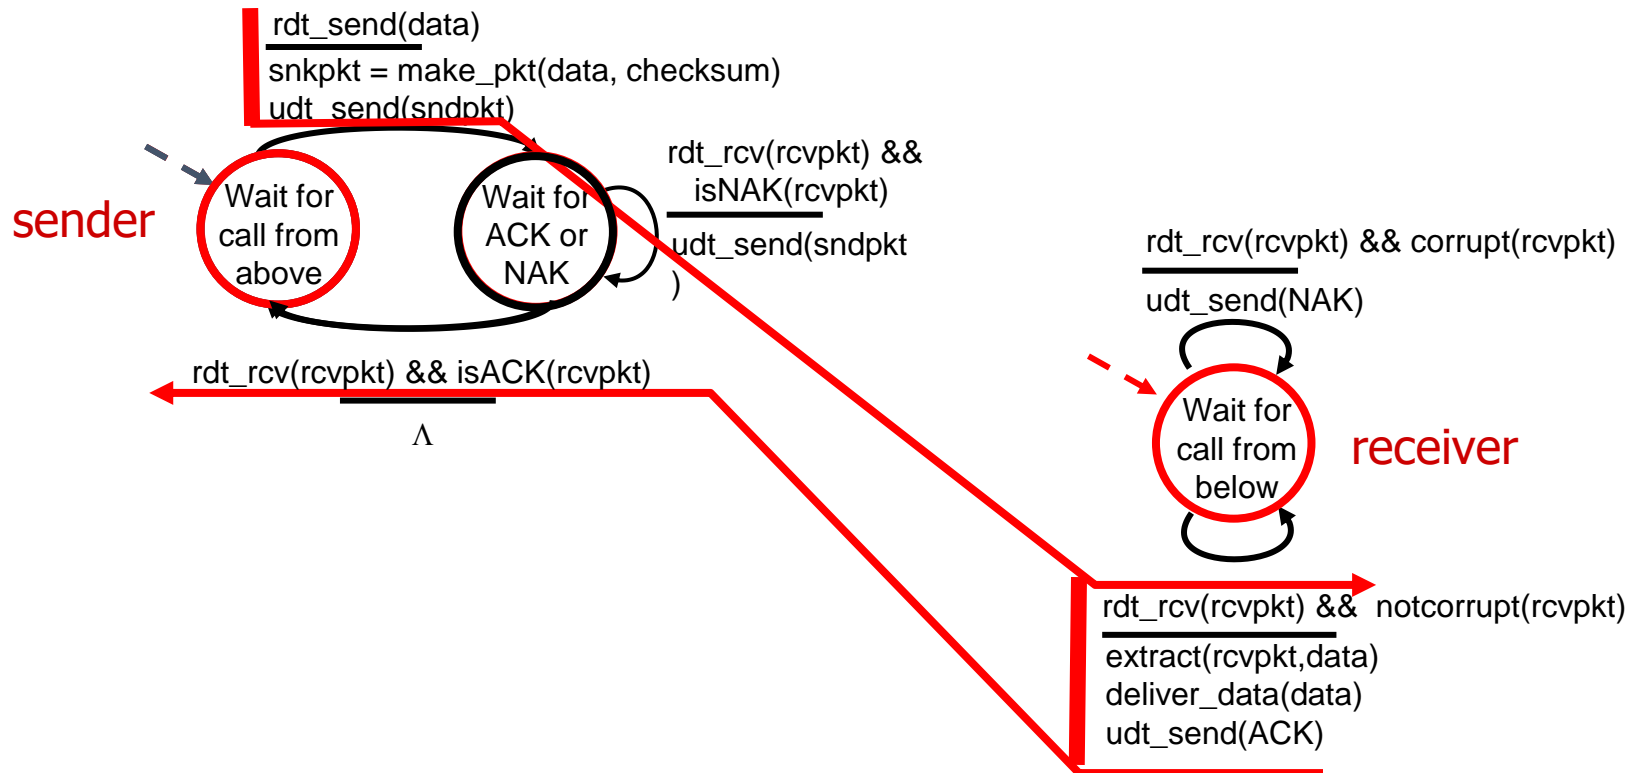 rdt_send(data)
snkpkt = make_pkt(data, checksum)
udt_send(sndpkt)
rdt_rcv(rcvpkt) &&
isNAK(rcvpkt)
udt_send(sndpkt
)
sender
Wait for
call from
above
Wait for
ACK or
NAK
rdt_rcv(rcvpkt) && isACK(rcvpkt)
Λ
rdt_rcv(rcvpkt) && corrupt(rcvpkt)
udt_send(NAK)
Wait for
call from
below
receiver
rdt_rcv(rcvpkt) && notcorrupt(rcvpkt)
extract(rcvpkt,data)
deliver_data(data)
udt_send(ACK)